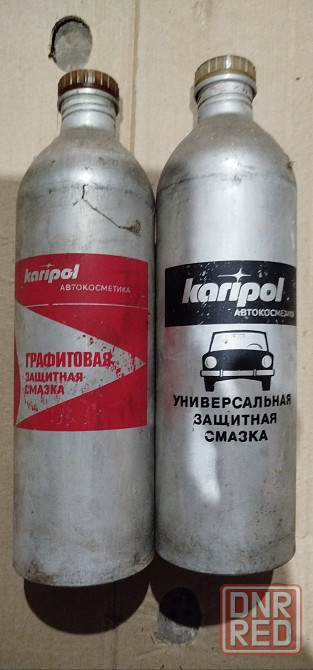 karipol
АВТОКОСМЕТИКА
ГРАФИТОВАЯ
ЗАЩИТНАЯ
СМАЗКА
karipol
АВТОКОСМЕТИКА
УНИВЕРСАЛЬНАЯ
ЗАЩИТНАЯ
СМАЗКА
DNR
RED